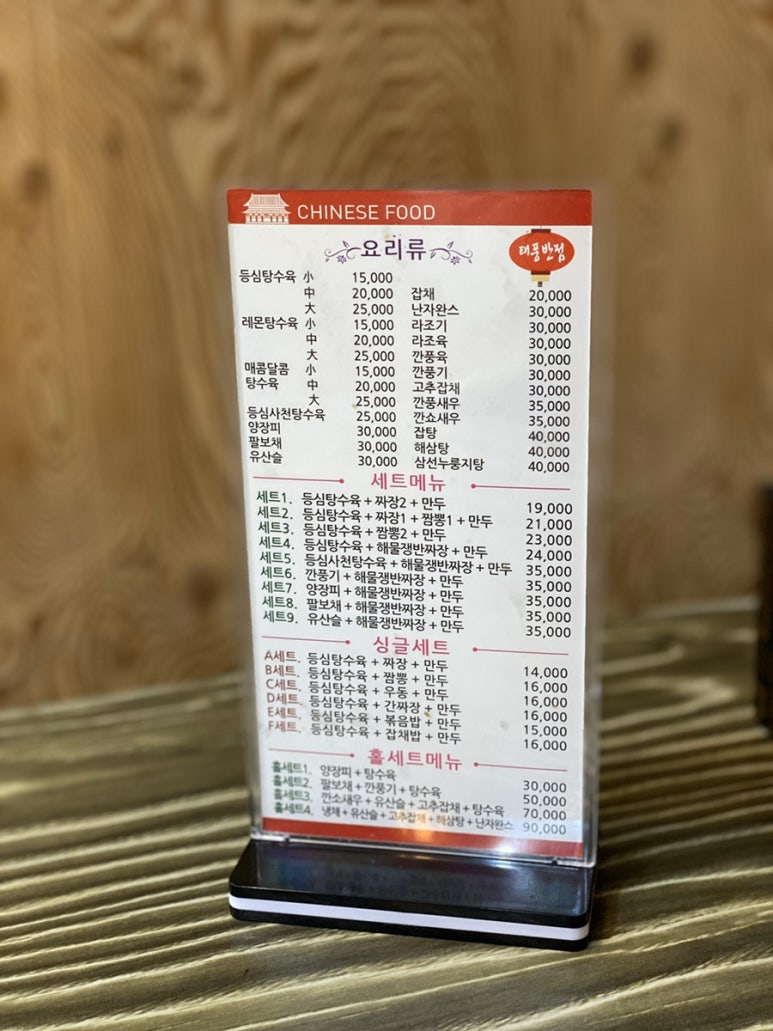 CHINESE FOOD
요리류
태풍반점
등심탕수육 小 15,000
中 20,000
大 25,000
레몬탕수육 小 15,000
中 20,000
大 25,000
매콤달콤 小 15,000
탕수육 中 20,000
大 25,000
등심사천탕수육 25,000
양장피 30,000
팔보채 30,000
유산슬 30,000
잡채 20,000
난자완스 30,000
라조기 30,000
라조육 30,000
깐풍육 30,000
깐풍기 30,000
고추잡채 30,000
깐풍새우 35,000
깐쇼새우 35,000
잡탕 40,000
해삼탕 40,000
삼선누룽지탕 40,000
세트메뉴
세트1. 등심탕수육 + 짜장2 + 만두 19,000
세트2. 등심탕수육 + 짜장1 + 짬뽕1 + 만두 21,000
세트3. 등심탕수육 + 짬뽕2 + 만두 23,000
세트4. 등심탕수육 + 해물쟁반짜장 + 만두 24,000
세트5. 등심사천탕수육 + 해물쟁반짜장 + 만두 35,000
세트6. 깐풍기 + 해물쟁반짜장 + 만두 35,000
세트7. 양장피 + 해물쟁반짜장 + 만두 35,000
세트8. 팔보채 + 해물쟁반짜장 + 만두 35,000
세트9. 유산슬 + 해물쟁반짜장 + 만두 35,000
싱글세트
A세트. 등심탕수육 + 짜장 + 만두 14,000
B세트. 등심탕수육 + 짬뽕 + 만두 16,000
C세트. 등심탕수육 + 우동 + 만두 16,000
D세트. 등심탕수육 + 간짜장 + 만두 16,000
E세트. 등심탕수육 + 볶음밥 + 만두 15,000
F세트. 등심탕수육 + 잡채밥 + 만두 16,000
홀세트메뉴
홀세트1. 양장피 + 탕수육 30,000
홀세트2. 팔보채 + 깐풍기 + 탕수육 50,000
홀세트3. 깐소새우 + 유산슬 + 고추잡채 + 탕수육 70,000
홀세트4. 냉채 + 유산슬 + 고추잡채 + 해삼탕 + 난자완스 90,000